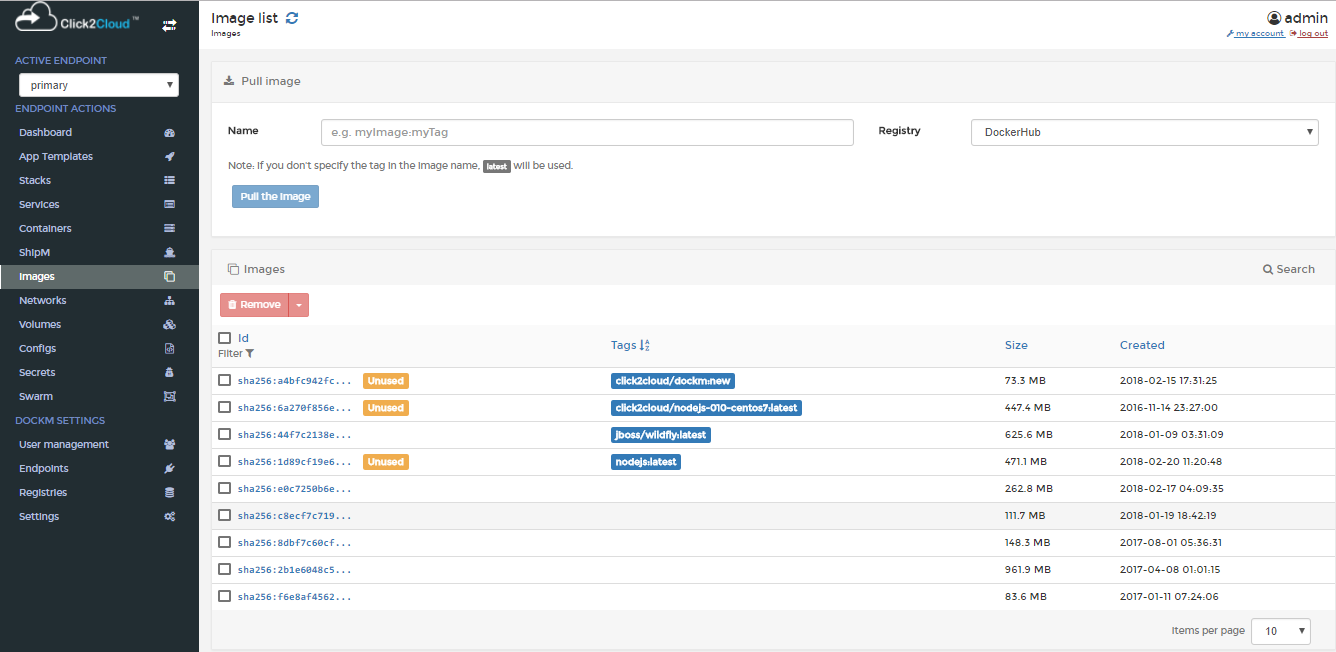 Click2Cloud™
ACTIVE ENDPOINT
primary
ENDPOINT ACTIONS
Dashboard
App Templates
Stacks
Services
Containers
ShipM
Images
Networks
Volumes
Configs
Secrets
Swarm
DOCKM SETTINGS
User management
Endpoints
Registries
Settings
Image list
Images
admin
my account log out
Pull image
Name e.g. myImage:myTag Registry DockerHub
Note: if you don't specify the tag in the image name, latest will be used.
Pull the image
Images Search
Remove
Id Tags Size Created
Filter
sha256:a4bfc942fc... Unused click2cloud/dockm:new 73.3 MB 2018-02-15 17:31:25
sha256:6a270f856e... Unused click2cloud/nodejs-010-centos7:latest 447.4 MB 2016-11-14 23:27:00
sha256:44f7c2138e... jboss/wildfly:latest 625.6 MB 2018-01-09 03:31:09
sha256:1d89cf19e6... Unused nodejs:latest 471.1 MB 2018-02-20 11:20:48
sha256:e0c7250b6e... 262.8 MB 2018-02-17 04:09:35
sha256:c8ecf7c719... 111.7 MB 2018-01-19 18:42:19
sha256:8dbf7c60cf... 148.3 MB 2017-08-01 05:36:31
sha256:2b1e6048c5... 961.9 MB 2017-04-08 01:01:15
sha256:f6e8af4562... 83.6 MB 2017-01-11 07:24:06
Items per page 10